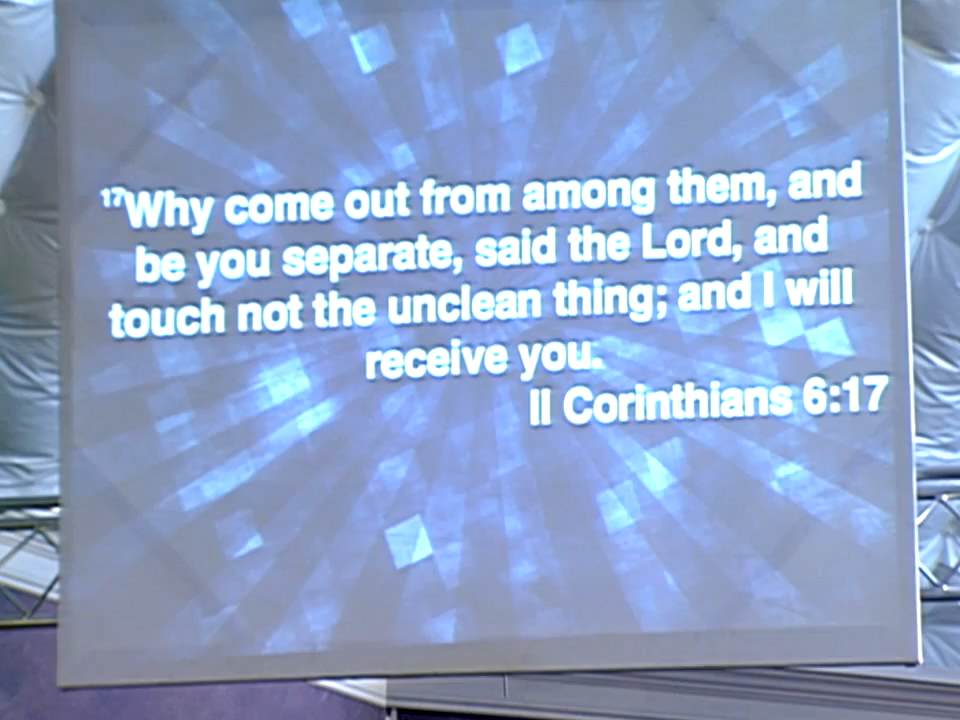 ¹⁷Why come out from among them, and
be you separate, said the Lord, and
touch not the unclean thing; and I will
receive you.
II Corinthians 6:17